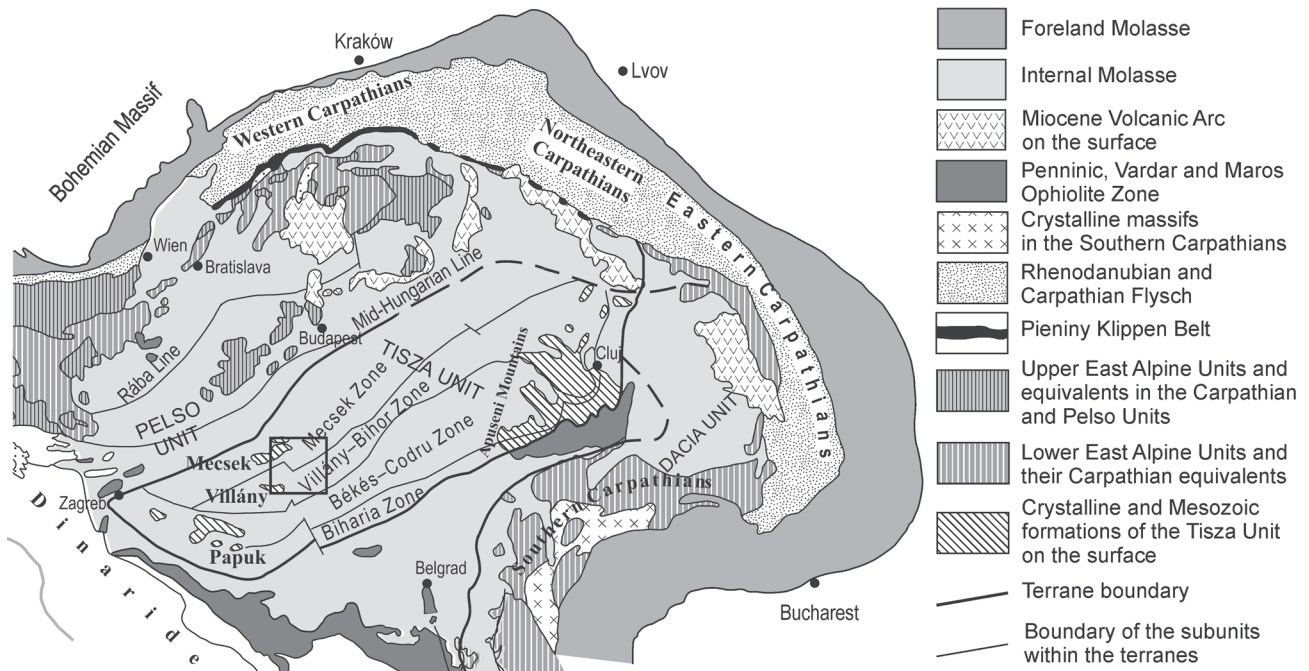 Kraków
Lvov
Bohemian Massif
Western Carpathians
Northeastern
Carpathians
Eastern Carpathians
Wien
Bratislava
Budapest
Mid-Hungarian Line
Rába Line
PELSO
UNIT
TISZA UNIT
Mecsek Zone
Villány–Bihor Zone
Békés–Codru Zone
Biharia Zone
Apuseni Mountains
Cluj
DACIA UNIT
Mecsek
Villány
Papuk
Zagreb
Dinaride
Belgrad
Southern Carpathians
Bucharest
Foreland Molasse
Internal Molasse
Miocene Volcanic Arc
on the surface
Penninic, Vardar and Maros
Ophiolite Zone
Crystalline massifs
in the Southern Carpathians
Rhenodanubian and
Carpathian Flysch
Pieniny Klippen Belt
Upper East Alpine Units and
equivalents in the Carpathian
and Pelso Units
Lower East Alpine Units and
their Carpathian equivalents
Crystalline and Mesozoic
formations of the Tisza Unit
on the surface
Terrane boundary
Boundary of the subunits
within the terranes